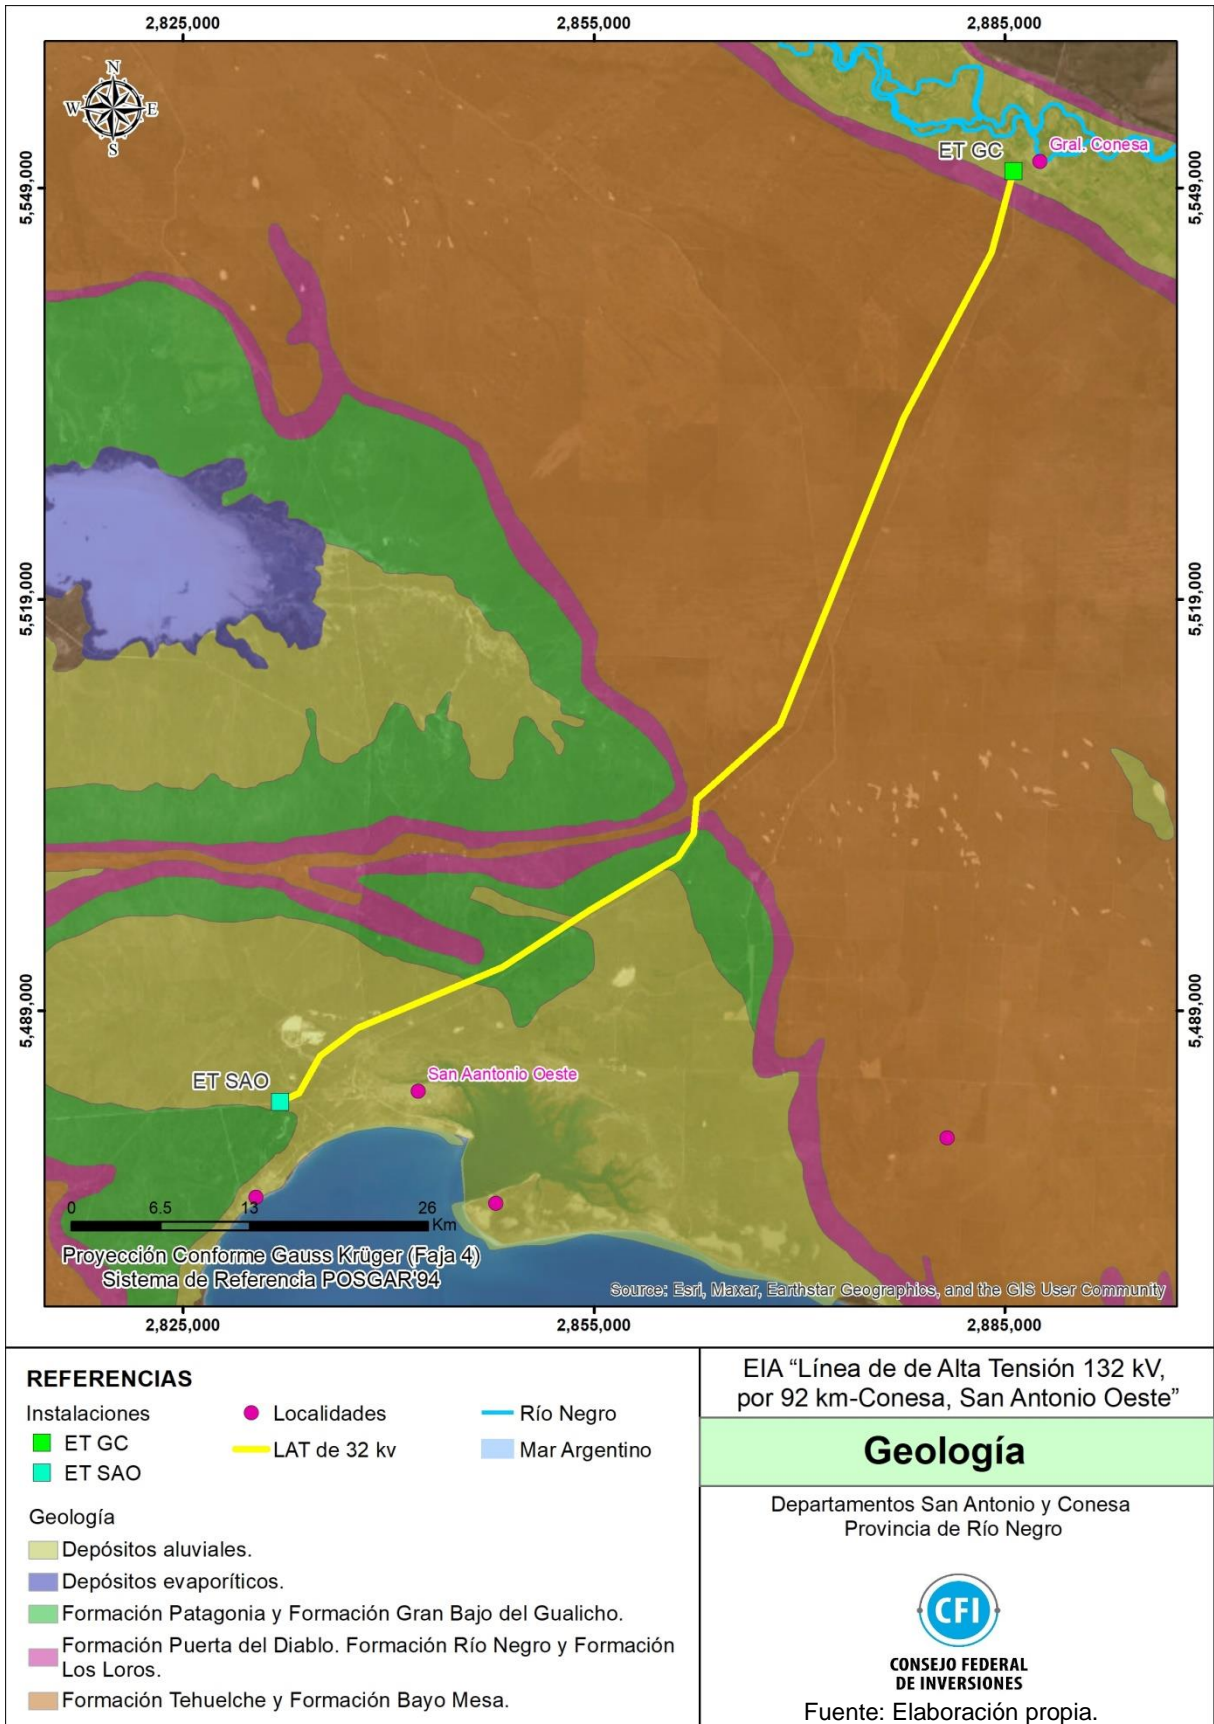 2,825,000
2,855,000
2,885,000
N
W
E
S
5,549,000
5,549,000
ET GC
Gral. Conesa
5,519,000
5,519,000
5,489,000
5,489,000
ET SAO
San Aantonio Oeste
0
6.5
13
26
Km
Proyección Conforme Gauss Krüger (Faja 4)
Sistema de Referencia POSGAR'94
Source: Esri, Maxar, Earthstar Geographics, and the GIS User Community
2,825,000
2,855,000
2,885,000
REFERENCIAS
Instalaciones
ET GC
ET SAO
Localidades
LAT de 32 kv
Río Negro
Mar Argentino
Geología
Depósitos aluviales.
Depósitos evaporíticos.
Formación Patagonia y Formación Gran Bajo del Gualicho.
Formación Puerta del Diablo. Formación Río Negro y Formación
Los Loros.
Formación Tehuelche y Formación Bayo Mesa.
EIA “Línea de de Alta Tensión 132 kV,
por 92 km-Conesa, San Antonio Oeste”
Geología
Departamentos San Antonio y Conesa
Provincia de Río Negro
CFI
CONSEJO FEDERAL
DE INVERSIONES
Fuente: Elaboración propia.